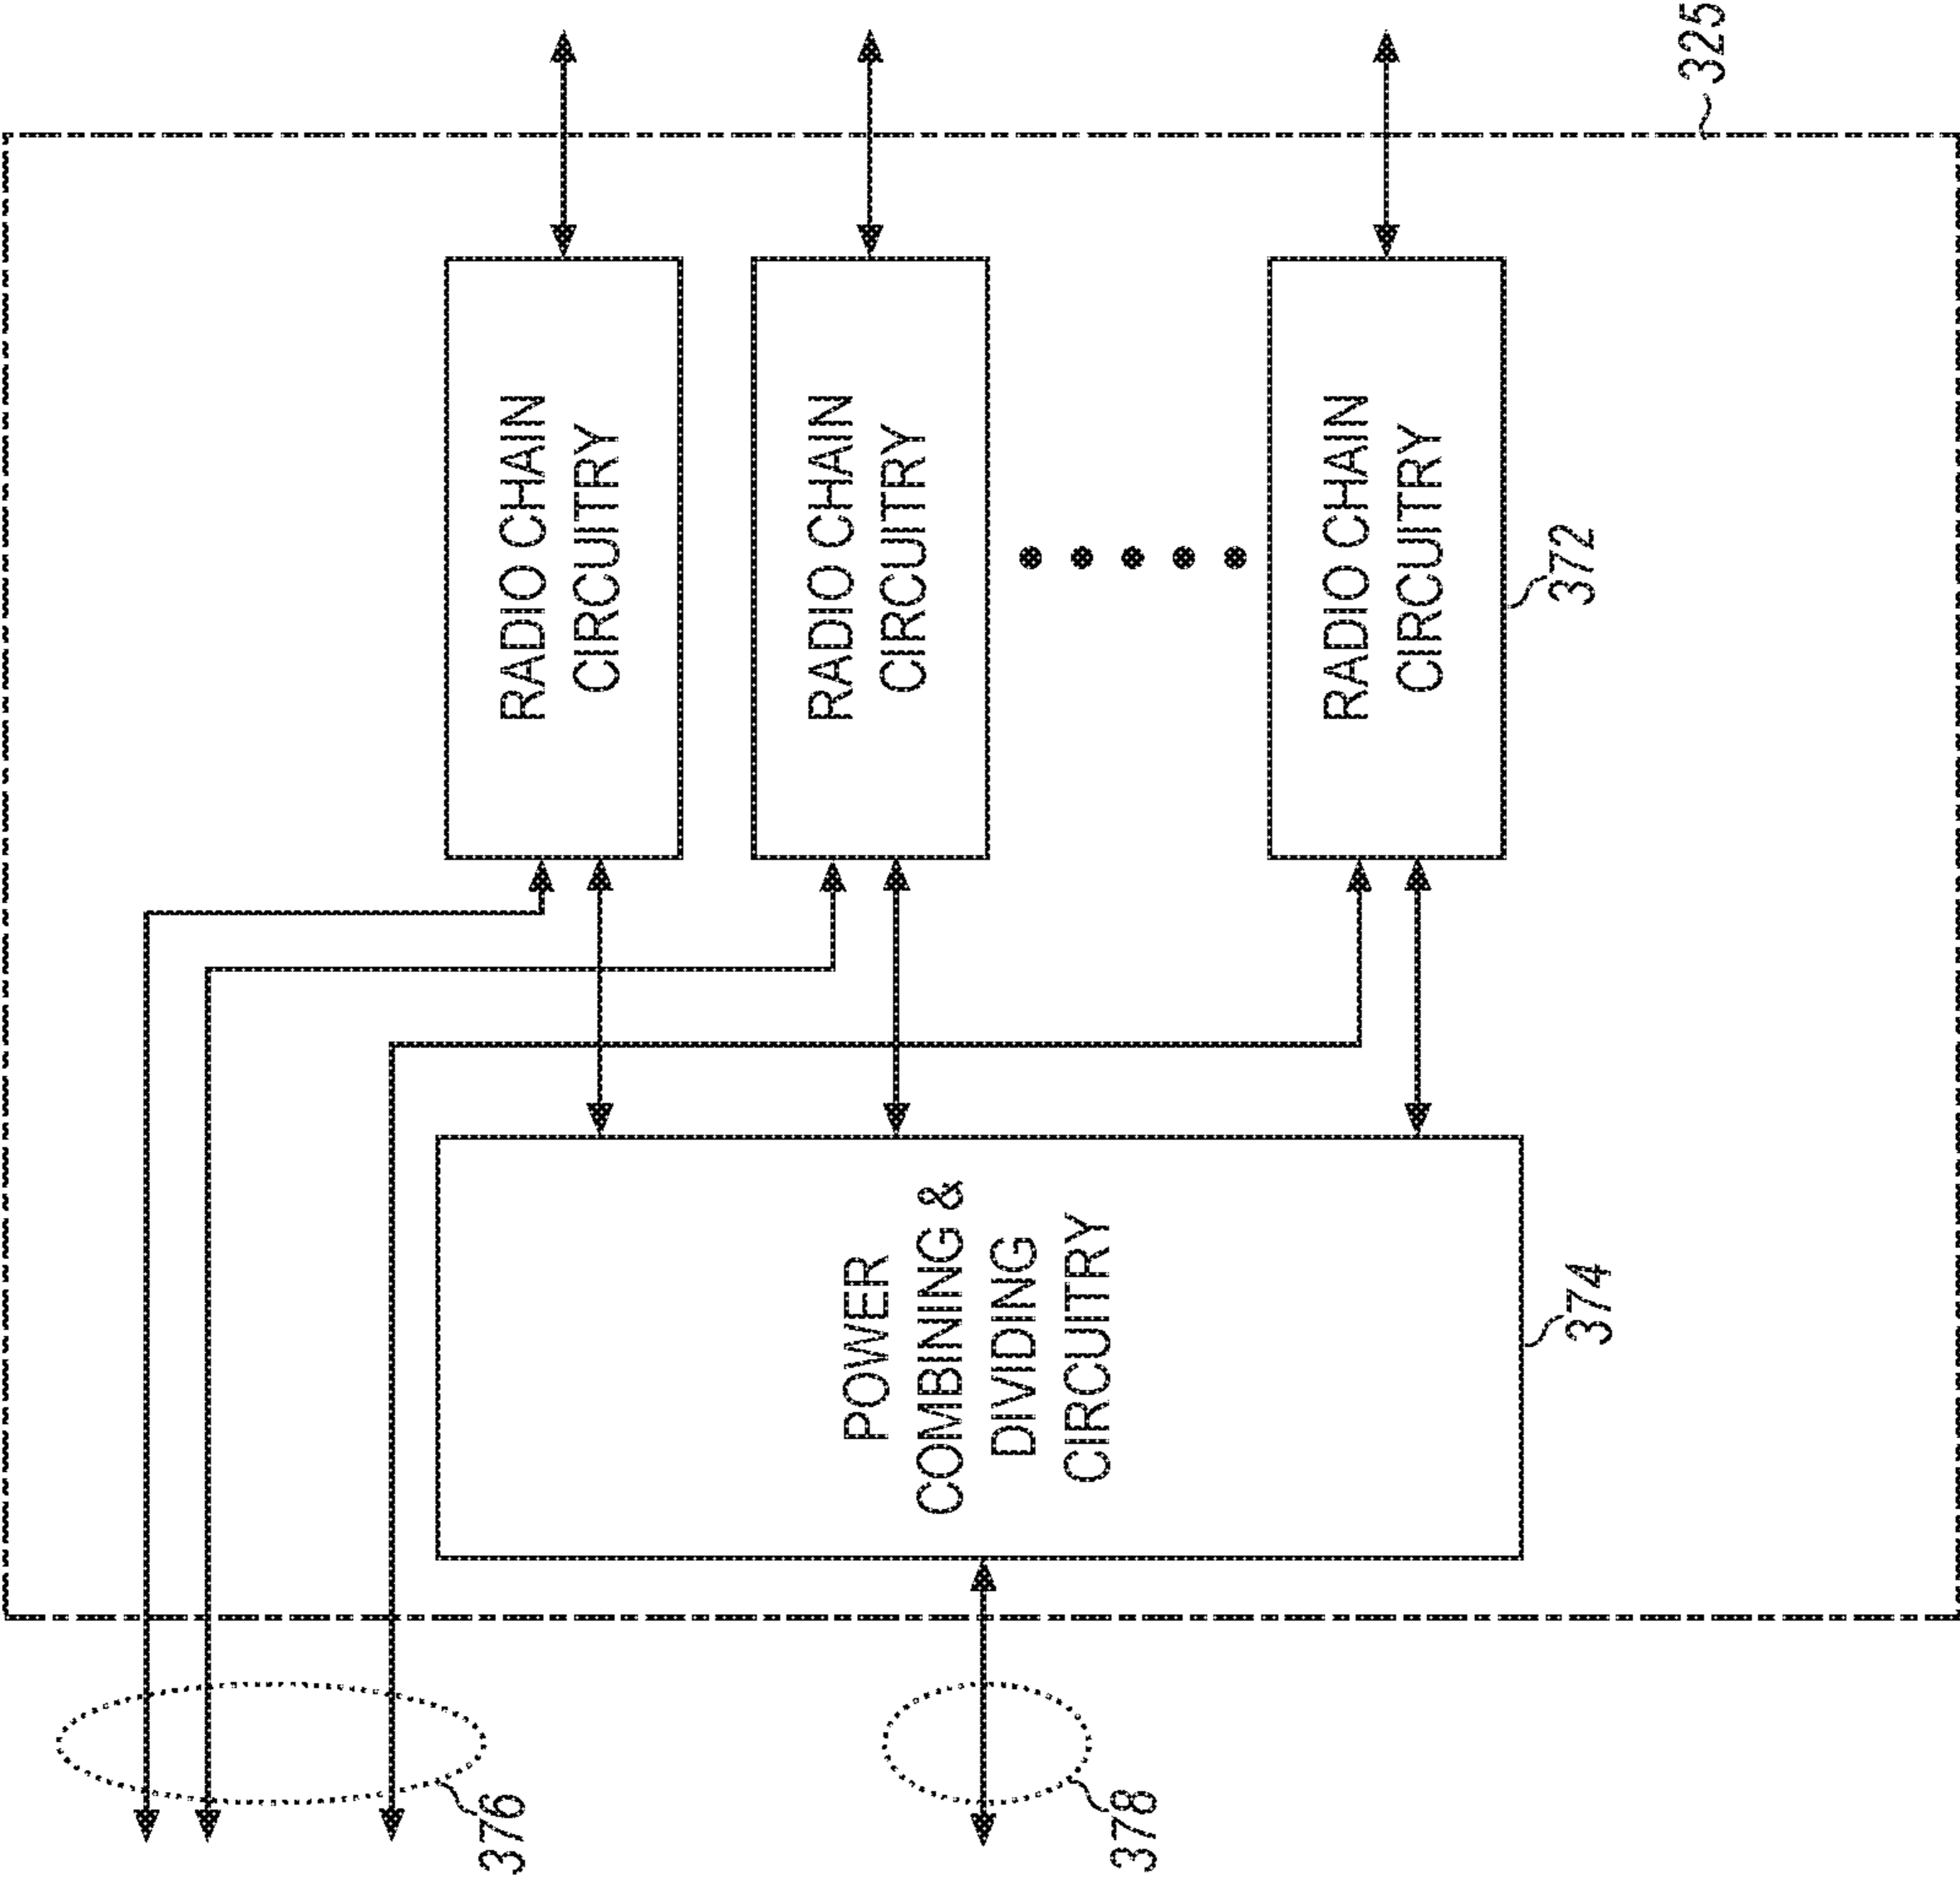 RADIO CHAIN
CIRCUITRY
RADIO CHAIN
CIRCUITRY
RADIO CHAIN
CIRCUITRY
372
POWER
COMBINING &
DIVIDING
CIRCUITRY
374
376
378
325